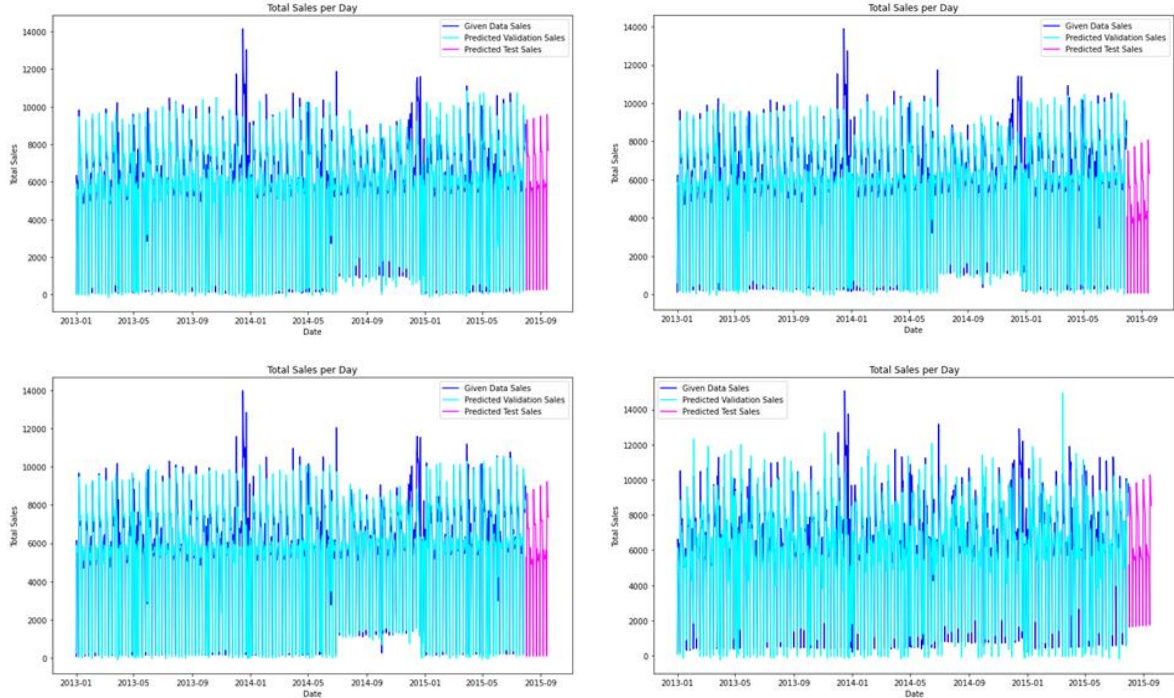 Total Sales per Day
Given Data Sales
Predicted Validation Sales
Predicted Test Sales
14000
12000
10000
8000
6000
4000
2000
0
Total Sales
2013-01 2013-05 2013-09 2014-01 2014-05 2014-09 2015-01 2015-05 2015-09
Date
Total Sales per Day
Given Data Sales
Predicted Validation Sales
Predicted Test Sales
14000
12000
10000
8000
6000
4000
2000
0
Total Sales
2013-01 2013-05 2013-09 2014-01 2014-05 2014-09 2015-01 2015-05 2015-09
Date
Total Sales per Day
Given Data Sales
Predicted Validation Sales
Predicted Test Sales
14000
12000
10000
8000
6000
4000
2000
0
Total Sales
2013-01 2013-05 2013-09 2014-01 2014-05 2014-09 2015-01 2015-05 2015-09
Date
Total Sales per Day
Given Data Sales
Predicted Validation Sales
Predicted Test Sales
14000
12000
10000
8000
6000
4000
2000
0
Total Sales
2013-01 2013-05 2013-09 2014-01 2014-05 2014-09 2015-01 2015-05 2015-09
Date